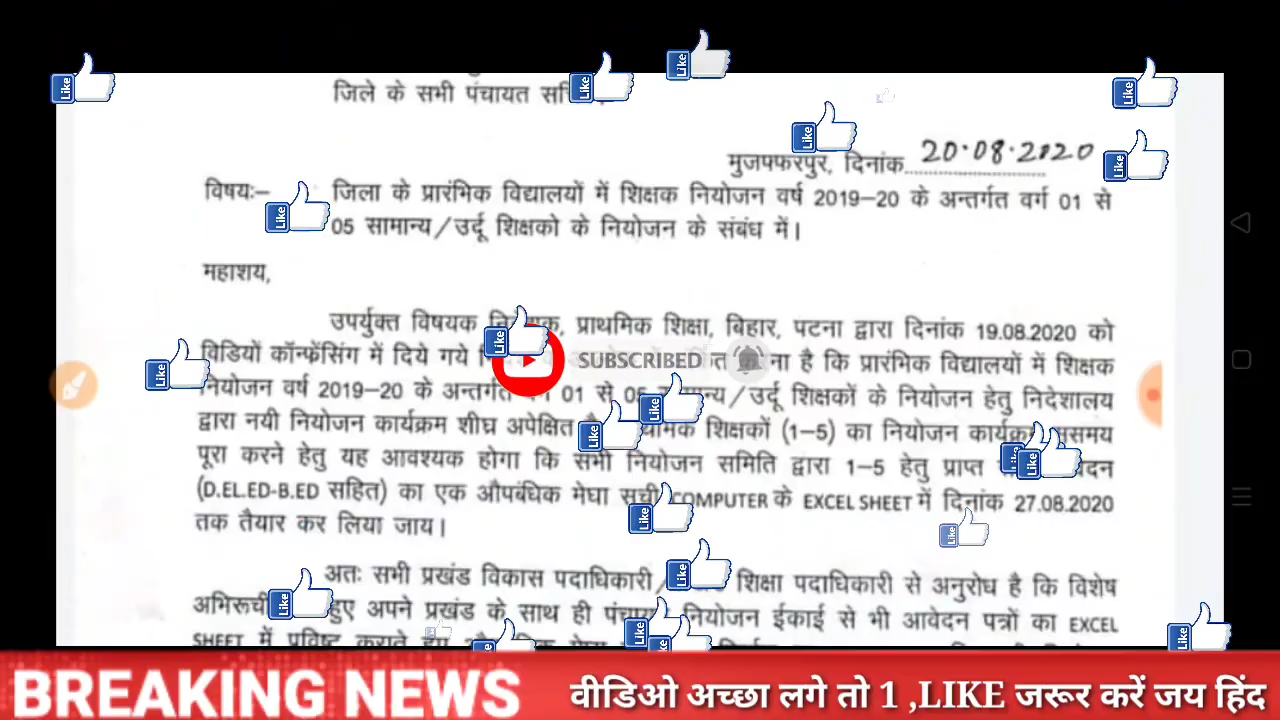 जिले के सभी पंचायत
मुजफ्फरपुर, दिनांक 20.08.2020
विषय:– जिला के प्रारंभिक विद्यालयों में शिक्षक नियोजन वर्ष 2019–20 के अन्तर्गत वर्ग 01 से
05 सामान्य/उर्दू शिक्षको के नियोजन के संबंध में।
महाशय,
उपर्युक्त विषयक प्राथमिक शिक्षा, बिहार, पटना द्वारा दिनांक 19.08.2020 को
विडियों कॉन्फ्रेंसिंग में दिये गये है कि प्रारंभिक विद्यालयों में शिक्षक
SUBSCRIBED
नियोजन वर्ष 2019–20 के अन्तर्गत 01 से /उर्दू शिक्षकों के नियोजन हेतु निदेशालय
द्वारा नयी नियोजन कार्यक्रम शीघ्र अपेक्षित शिक्षकों (1–5) का नियोजन कार्यक्रम ससमय
पूरा करने हेतु यह आवश्यक होगा कि सभी नियोजन समिति द्वारा 1–5 हेतु प्राप्त
(D.EL.ED-B.ED सहित) का एक औपबंधिक मेघा सूची COMPUTER के EXCEL SHEET में दिनांक 27.08.2020
तक तैयार कर लिया जाय।
अतः सभी प्रखंड विकास पदाधिकारी/ शिक्षा पदाधिकारी से अनुरोध है कि विशेष
अभिरूची हुए अपने प्रखंड के साथ ही नियोजन ईकाई से भी आवेदन पत्रों का EXCEL
SHEET में प्रविष्ट कराते हुए
BREAKING NEWS वीडिओ अच्छा लगे तो 1 ,LIKE जरूर करें जय हिंद